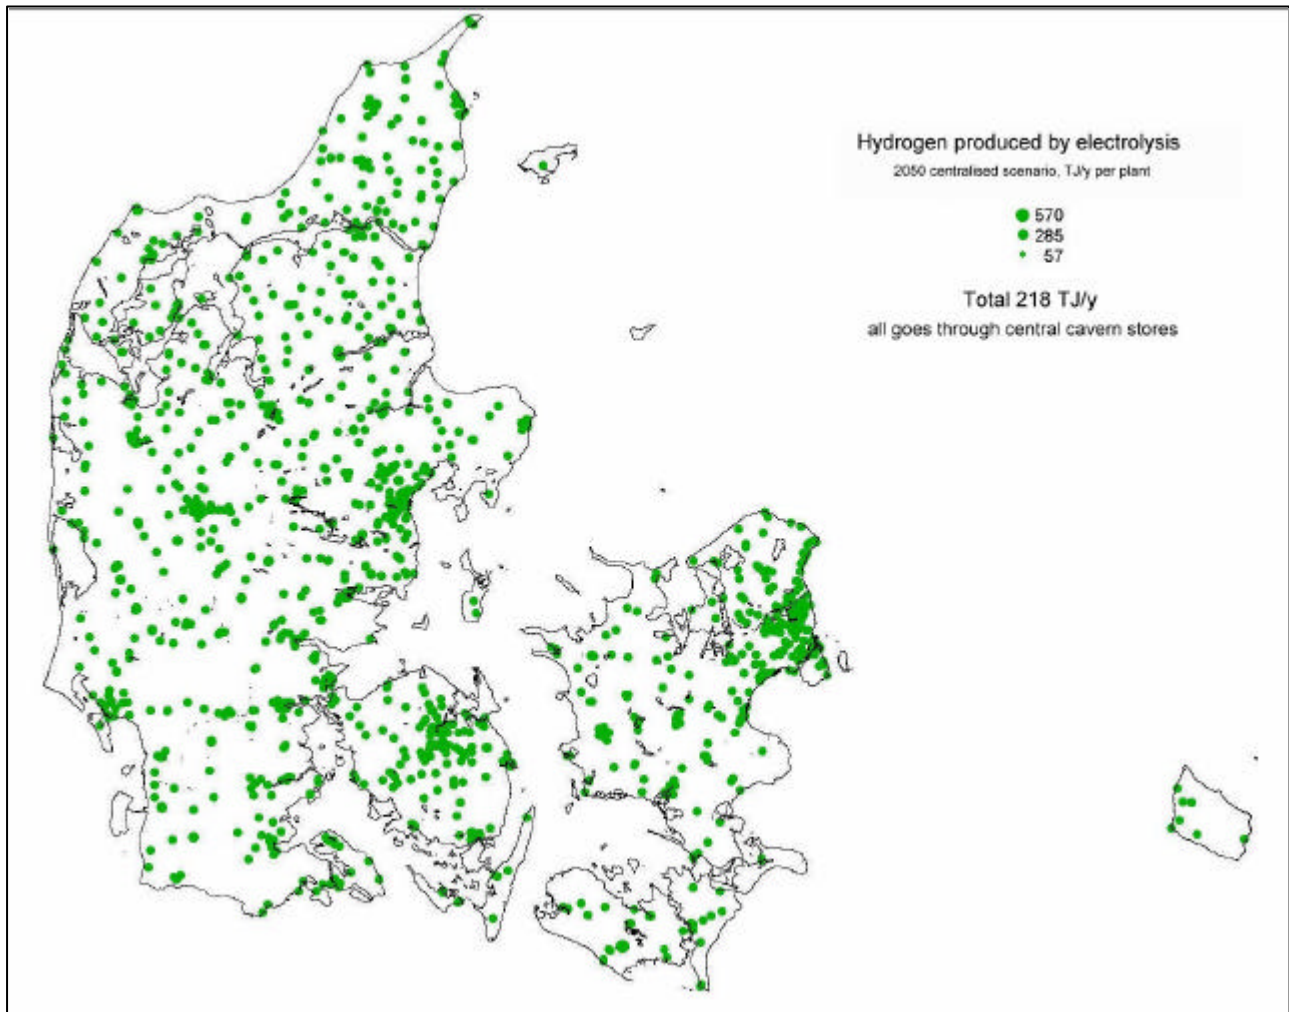 Hydrogen produced by electrolysis
2050 centralised scenario, TJ/y per plant
570
285
57
Total 218 TJ/y
all goes through central cavern stores